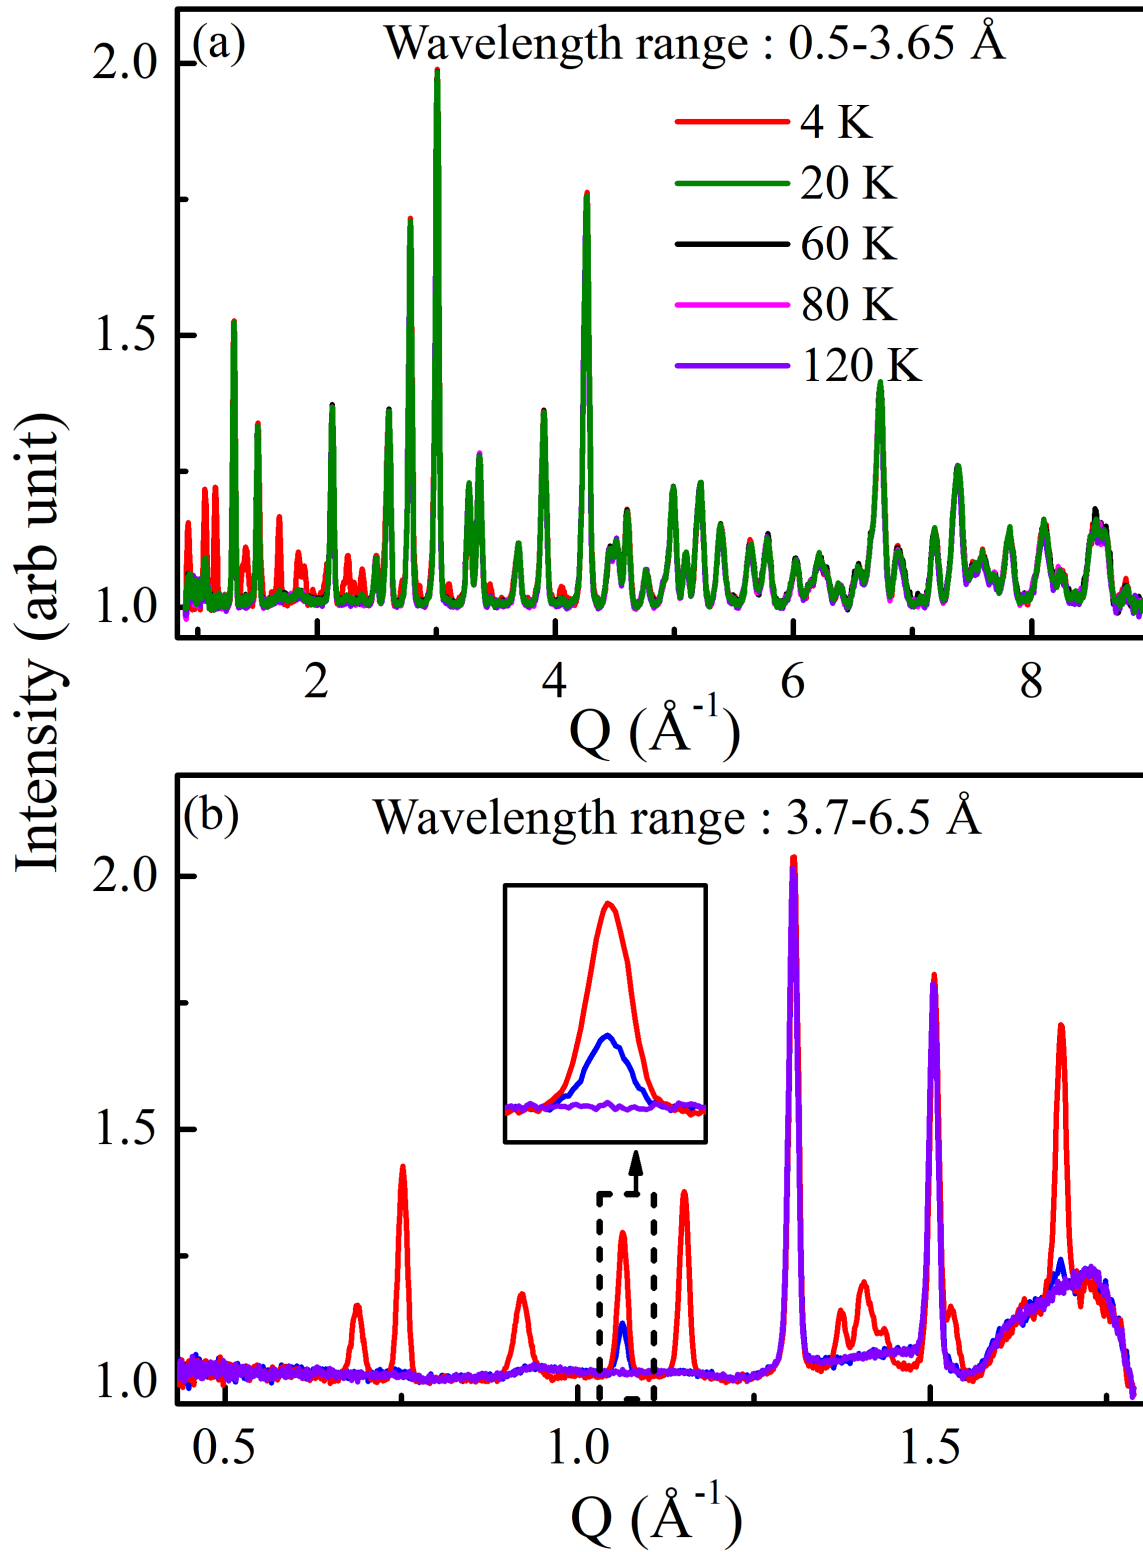 (a)
Wavelength range : 0.5-3.65 Å
2.0
1.5
1.0
4 K
20 K
60 K
80 K
120 K
2
4
6
8
Q (Å⁻¹)
Intensity (arb unit)
(b)
Wavelength range : 3.7-6.5 Å
2.0
1.5
1.0
0.5
1.0
1.5
Q (Å⁻¹)